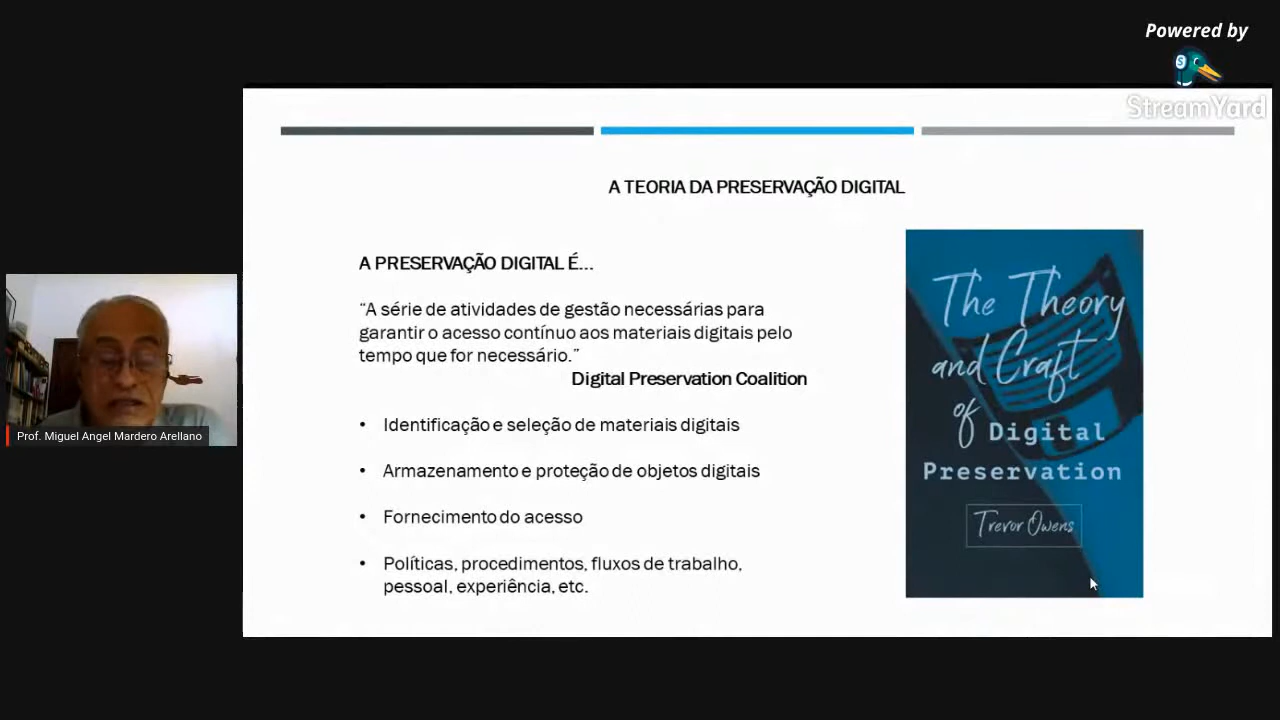 Powered by
StreamYard
A TEORIA DA PRESERVAÇÃO DIGITAL
A PRESERVAÇÃO DIGITAL É...
“A série de atividades de gestão necessárias para
garantir o acesso contínuo aos materiais digitais pelo
tempo que for necessário.”
Digital Preservation Coalition
• Identificação e seleção de materiais digitais
• Armazenamento e proteção de objetos digitais
• Fornecimento do acesso
• Políticas, procedimentos, fluxos de trabalho,
pessoal, experiência, etc.
The Theory
and Craft
of Digital
Preservation
Trevor Owens
Prof. Miguel Angel Mardero Arellano